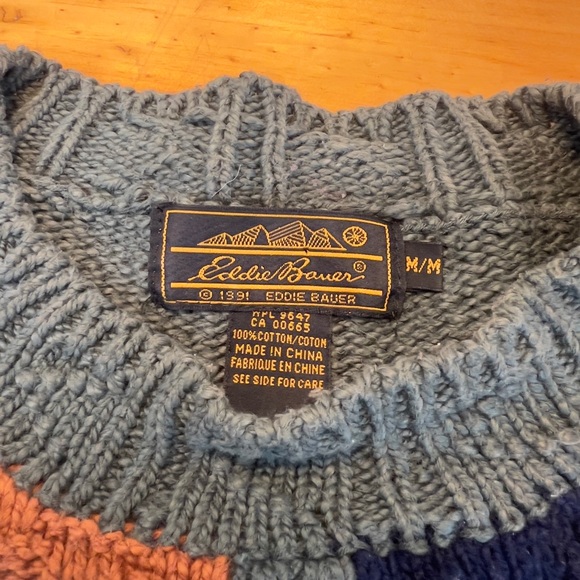 Eddie Bauer®
© 1991 EDDIE BAUER
M/M
RPL 9647
CA 00665
100% COTTON/COTON
MADE IN CHINA
FABRIQUE EN CHINE
SEE SIDE FOR CARE